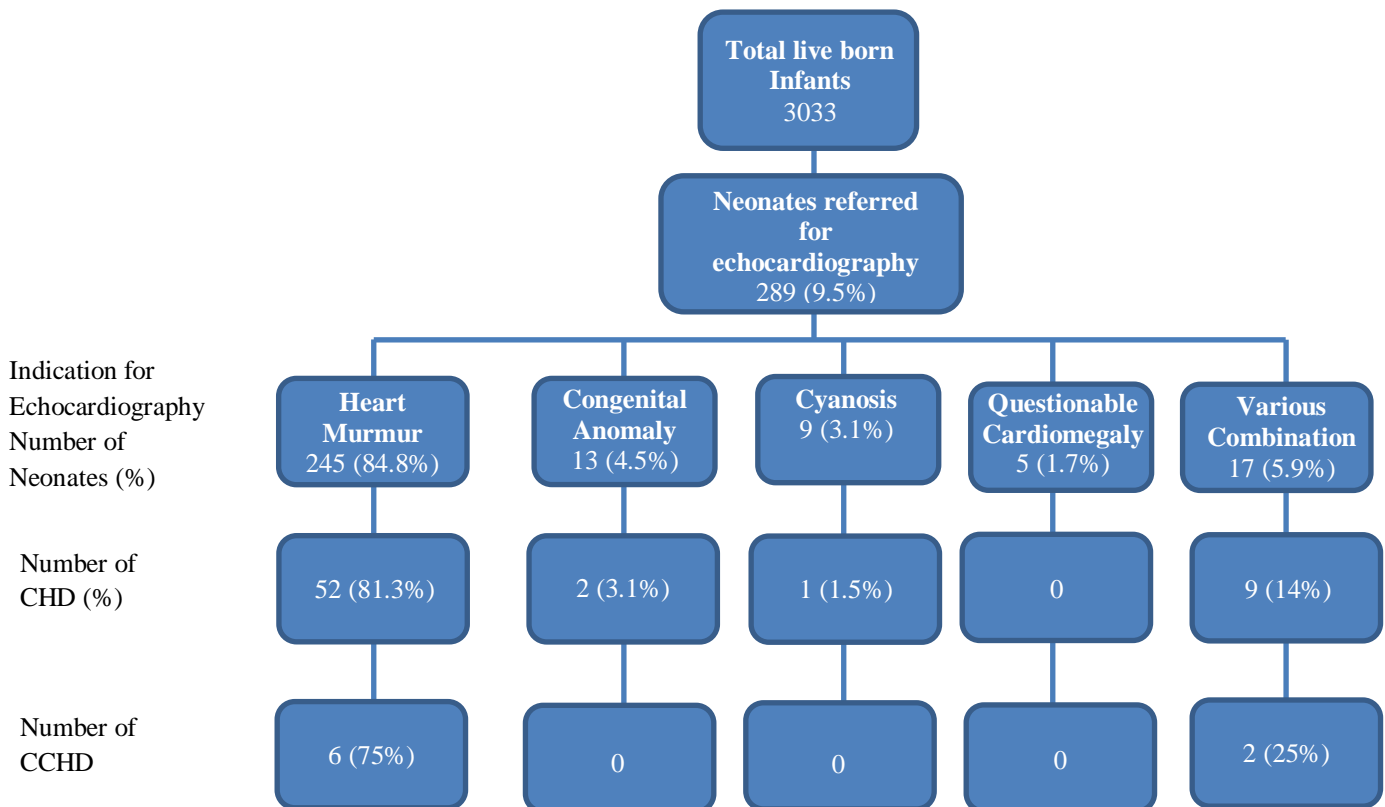 Total live born
Infants
3033
Neonates referred
for
echocardiography
289 (9.5%)
Indication for
Echocardiography
Number of
Neonates (%)
Heart
Murmur
245 (84.8%)
Congenital
Anomaly
13 (4.5%)
Cyanosis
9 (3.1%)
Questionable
Cardiomegaly
5 (1.7%)
Various
Combination
17 (5.9%)
Number of
CHD (%)
52 (81.3%)
2 (3.1%)
1 (1.5%)
0
9 (14%)
Number of
CCHD
6 (75%)
0
0
0
2 (25%)